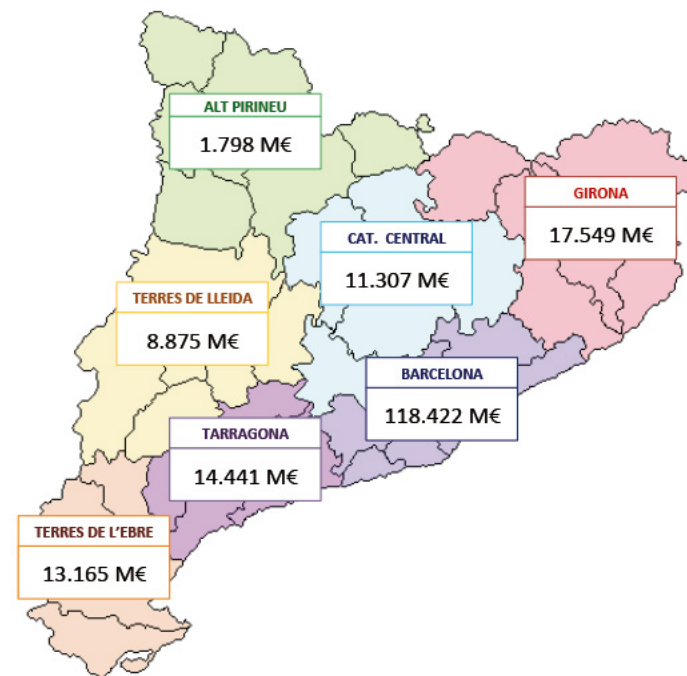 ALT PIRINEU
1.798 M€
GIRONA
17.549 M€
CAT. CENTRAL
11.307 M€
TERRES DE LLEIDA
8.875 M€
BARCELONA
118.422 M€
TARRAGONA
14.441 M€
TERRES DE L'EBRE
13.165 M€